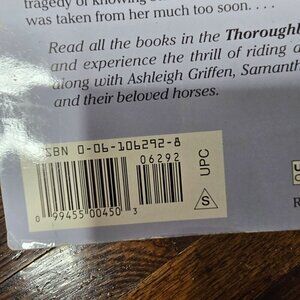 tragedy of knowing
was taken from her much too soon. . . .
Read all the books in the Thoroughb
and experience the thrill of riding a
along with Ashleigh Griffen, Samanth
and their beloved horses.
ISBN 0-06-106292-8
06292
UPC
S
0 99455 00450 3
R